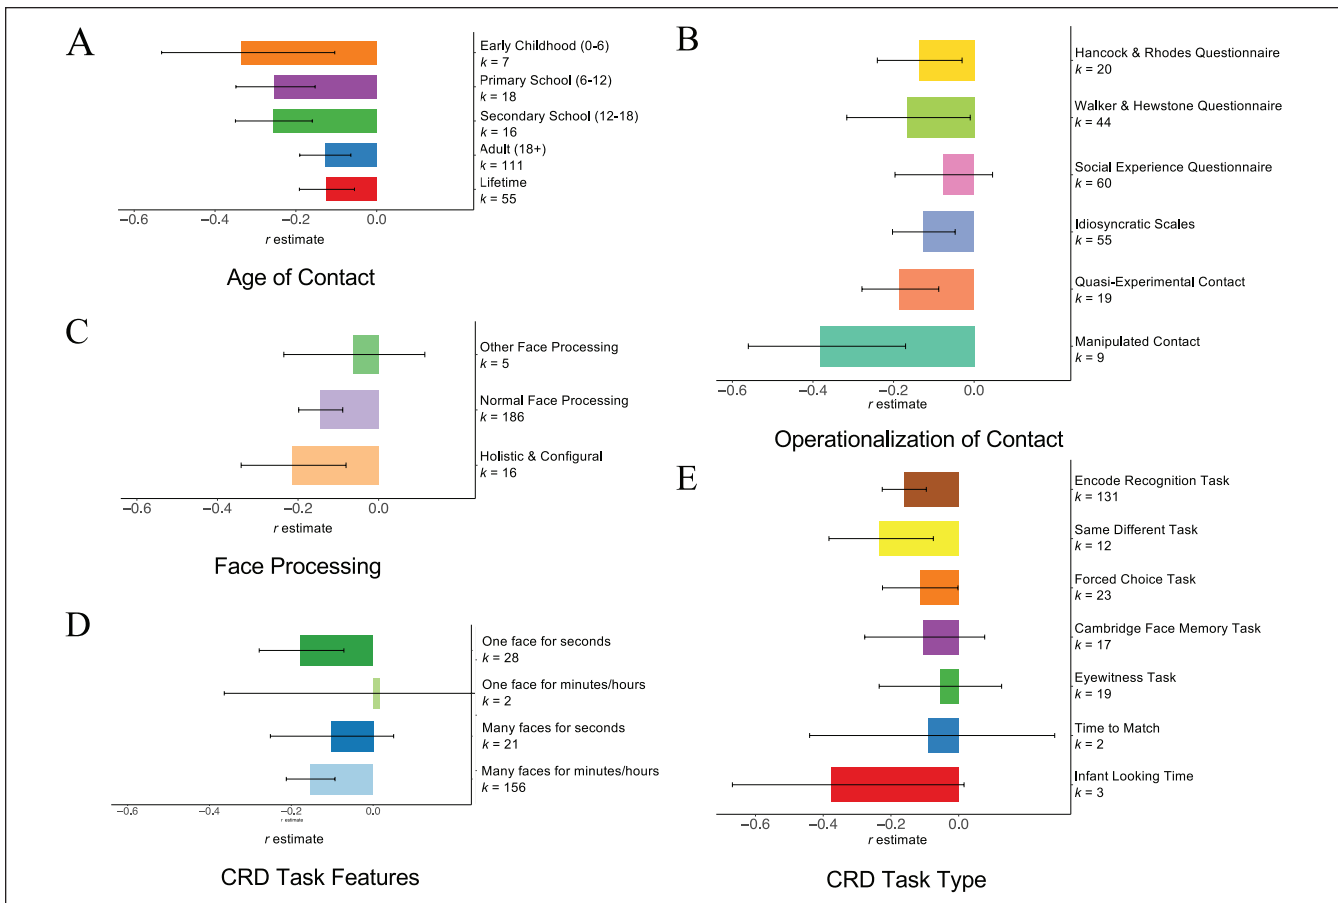 A
Early Childhood (0-6)
k = 7
Primary School (6-12)
k = 18
Secondary School (12-18)
k = 16
Adult (18+)
k = 111
Lifetime
k = 55
−0.6
−0.4
−0.2
0.0
r estimate
Age of Contact
B
Hancock & Rhodes Questionnaire
k = 20
Walker & Hewstone Questionnaire
k = 44
Social Experience Questionnaire
k = 60
Idiosyncratic Scales
k = 55
Quasi-Experimental Contact
k = 19
Manipulated Contact
k = 9
−0.6
−0.4
−0.2
0.0
r estimate
Operationalization of Contact
C
Other Face Processing
k = 5
Normal Face Processing
k = 186
Holistic & Configural
k = 16
−0.6
−0.4
−0.2
0.0
r estimate
Face Processing
D
One face for seconds
k = 28
One face for minutes/hours
k = 2
Many faces for seconds
k = 21
Many faces for minutes/hours
k = 156
−0.6
−0.4
−0.2
0.0
r estimate
r estimate
CRD Task Features
E
Encode Recognition Task
k = 131
Same Different Task
k = 12
Forced Choice Task
k = 23
Cambridge Face Memory Task
k = 17
Eyewitness Task
k = 19
Time to Match
k = 2
Infant Looking Time
k = 3
−0.6
−0.4
−0.2
0.0
r estimate
CRD Task Type